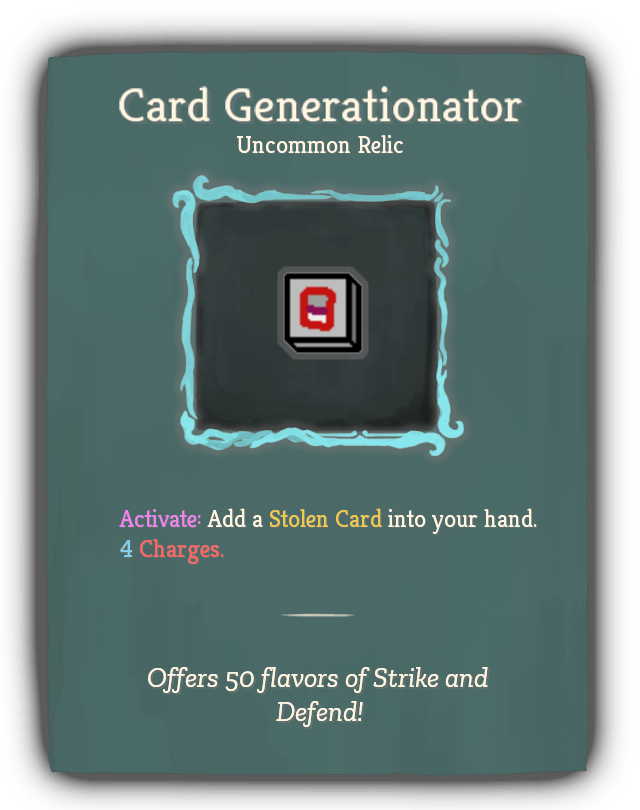 Card Generationator
Uncommon Relic
Activate: Add a Stolen Card into your hand.
4 Charges.
Offers 50 flavors of Strike and
Defend!